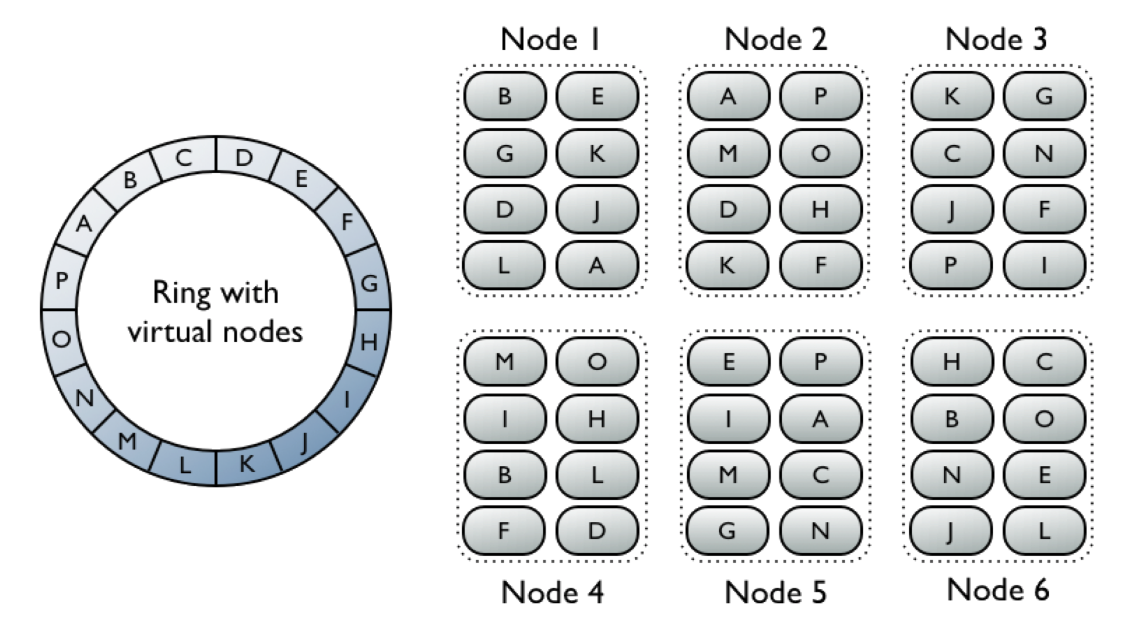 Node 1 Node 2 Node 3
B E A P K G
G K M O C N
D J D H J F
L A K F P I
C D
B E
A F
P G
Ring with
virtual nodes
O H
N I
M J
L K
M O E P H C
I H I A B O
B L M C N E
F D G N J L
Node 4 Node 5 Node 6